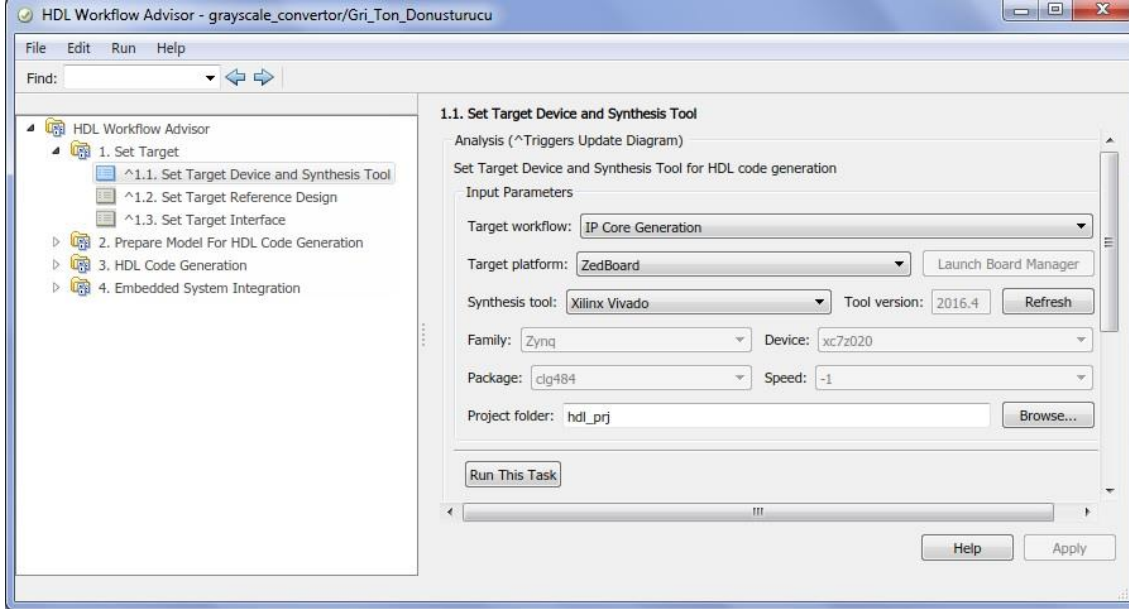 HDL Workflow Advisor - grayscale_convertor/Gri_Ton_Donusturucu
File Edit Run Help
Find:
HDL Workflow Advisor
1. Set Target
^1.1. Set Target Device and Synthesis Tool
^1.2. Set Target Reference Design
^1.3. Set Target Interface
2. Prepare Model For HDL Code Generation
3. HDL Code Generation
4. Embedded System Integration
1.1. Set Target Device and Synthesis Tool
Analysis (^Triggers Update Diagram)
Set Target Device and Synthesis Tool for HDL code generation
Input Parameters
Target workflow: IP Core Generation
Target platform: ZedBoard Launch Board Manager
Synthesis tool: Xilinx Vivado Tool version: 2016.4 Refresh
Family: Zynq Device: xc7z020
Package: clg484 Speed: -1
Project folder: hdl_prj Browse...
Run This Task
Help Apply